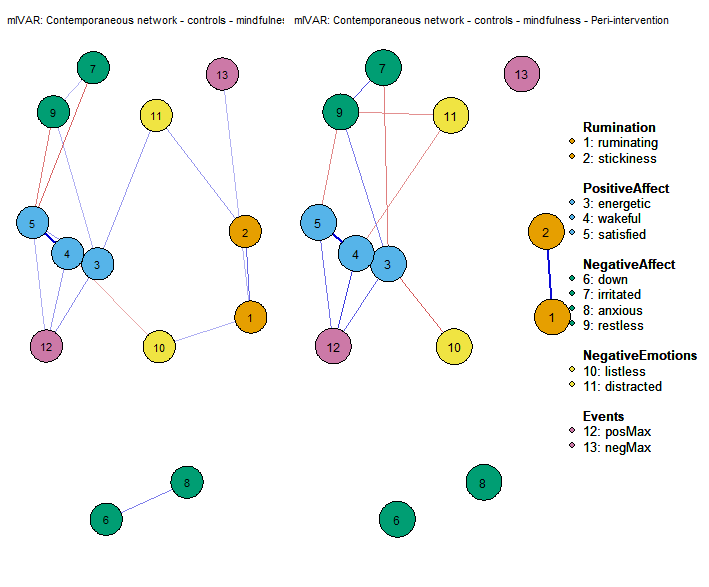 mlVAR: Contemporaneous network - controls - mindfulnes
mlVAR: Contemporaneous network - controls - mindfulness - Peri-intervention
7
13
9
11
5
2
4
3
1
12
10
8
6
7
13
9
11
5
2
4
3
1
12
10
8
6
Rumination
1: ruminating
2: stickiness
PositiveAffect
3: energetic
4: wakeful
5: satisfied
NegativeAffect
6: down
7: irritated
8: anxious
9: restless
NegativeEmotions
10: listless
11: distracted
Events
12: posMax
13: negMax